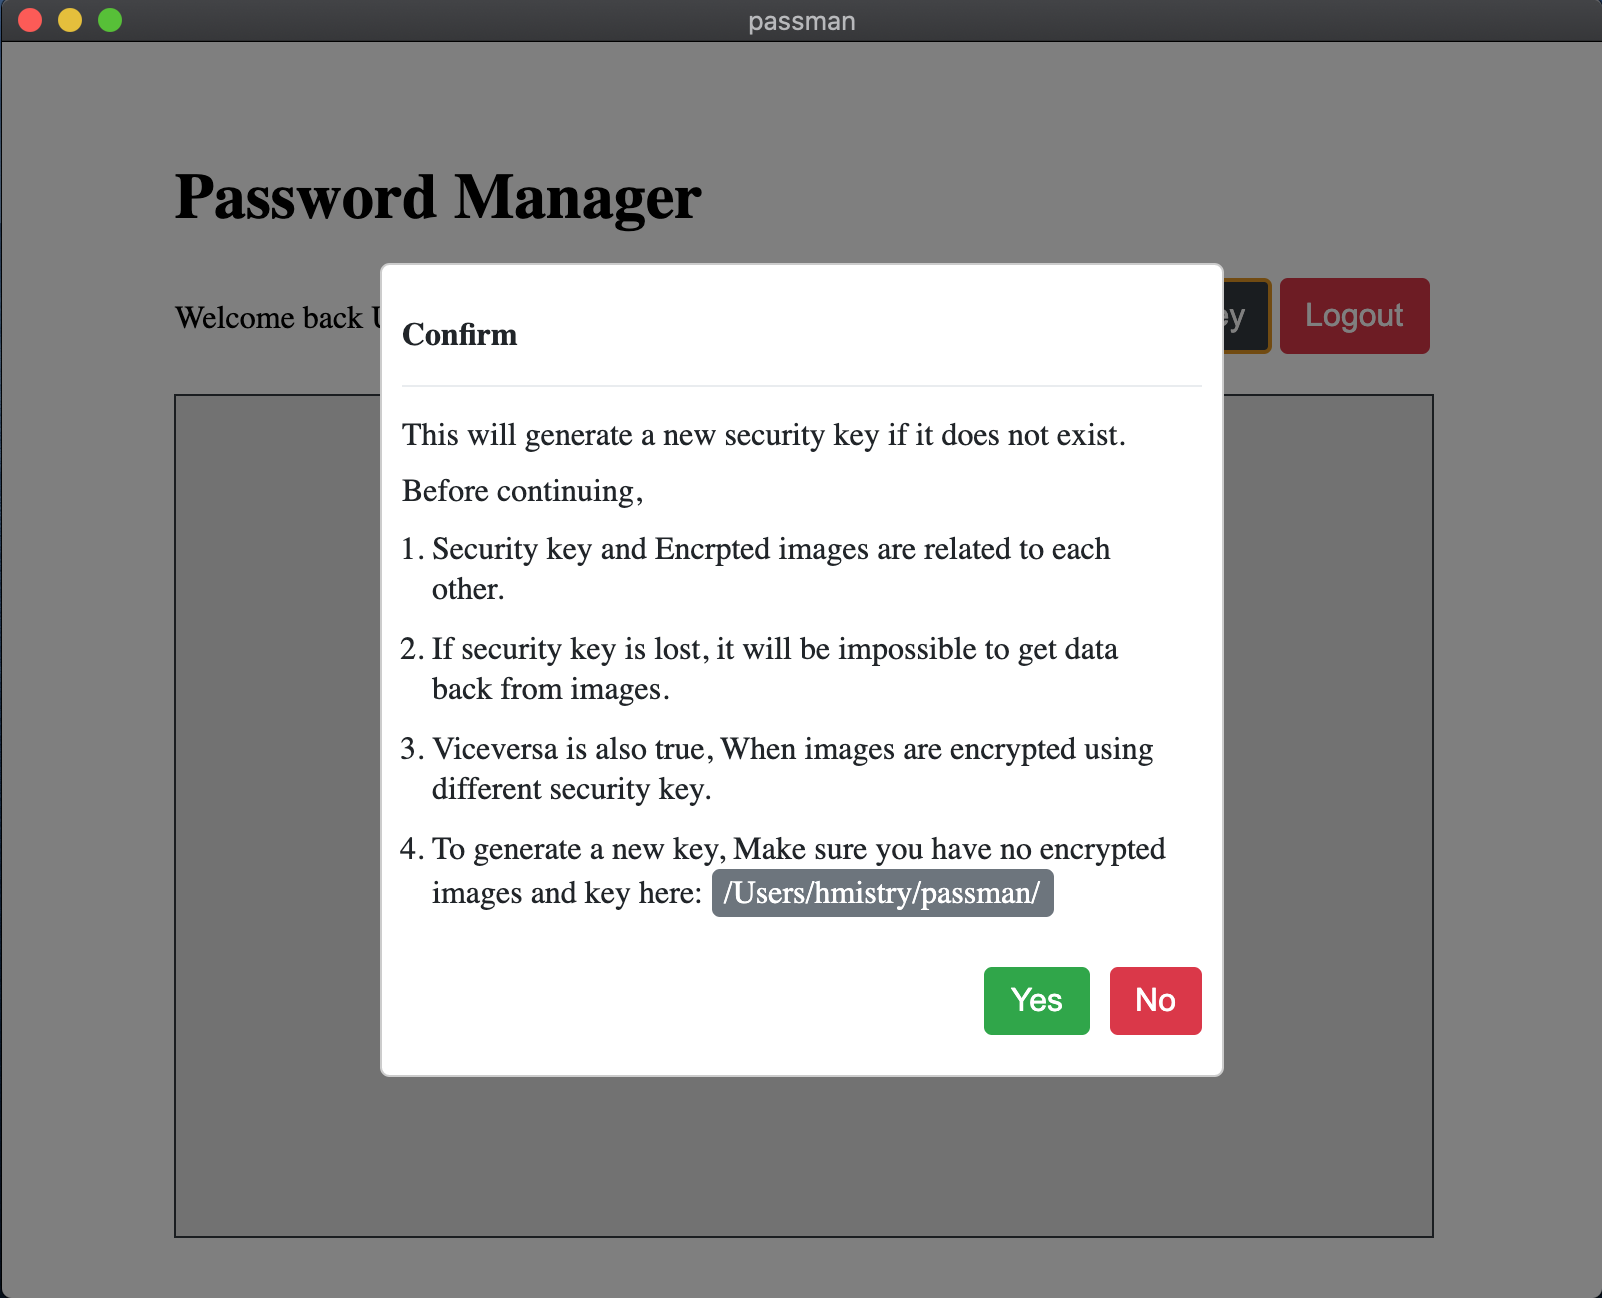 passman
Password Manager
Welcome back
Logout
Confirm
This will generate a new security key if it does not exist.
Before continuing,
1. Security key and Encrpted images are related to each
other.
2. If security key is lost, it will be impossible to get data
back from images.
3. Viceversa is also true, When images are encrypted using
different security key.
4. To generate a new key, Make sure you have no encrypted
images and key here: /Users/hmistry/passman/
Yes
No